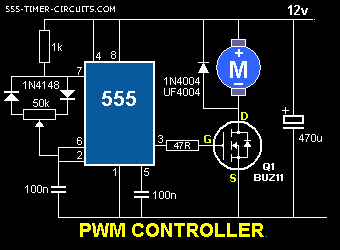 555-TIMER-CIRCUITS.COM
12v
1k
4 8
1N4148
7
1N4004
UF4004
M
555
50k
D
6
3
47R
G
2
Q1
BUZ11
S
470u
+
1
5
100n
100n
PWM CONTROLLER